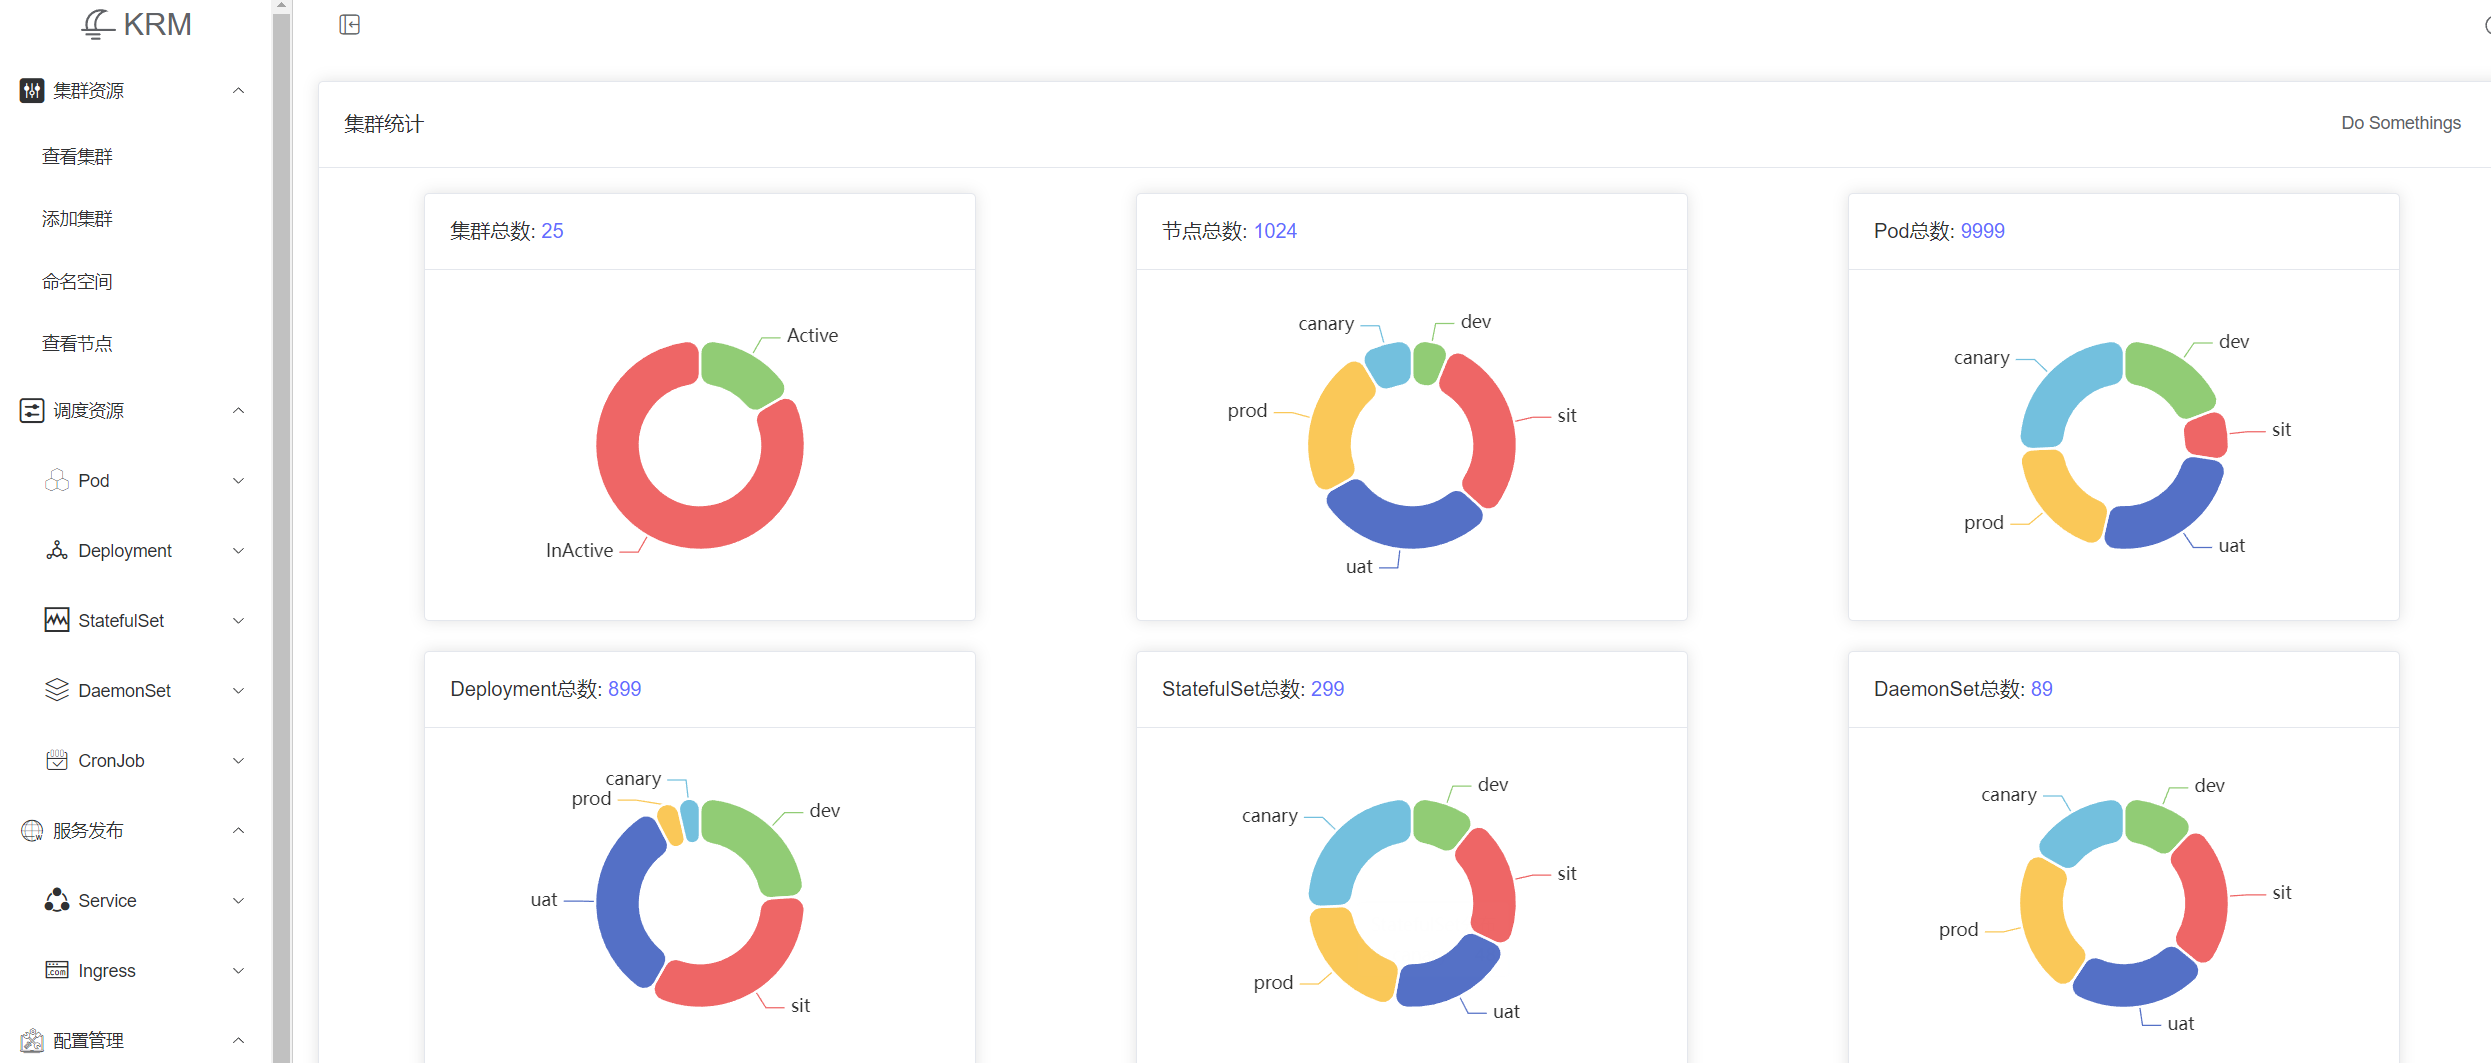 KRM
集群资源
查看集群
添加集群
命名空间
查看节点
调度资源
Pod
Deployment
StatefulSet
DaemonSet
CronJob
服务发布
Service
Ingress
配置管理
集群统计
Do Somethings
集群总数: 25
Active
InActive
节点总数: 1024
canary
dev
prod
sit
uat
Pod总数: 9999
dev
canary
sit
prod
uat
Deployment总数: 899
canary
prod
dev
uat
sit
StatefulSet总数: 299
dev
canary
sit
prod
uat
DaemonSet总数: 89
dev
canary
sit
prod
uat